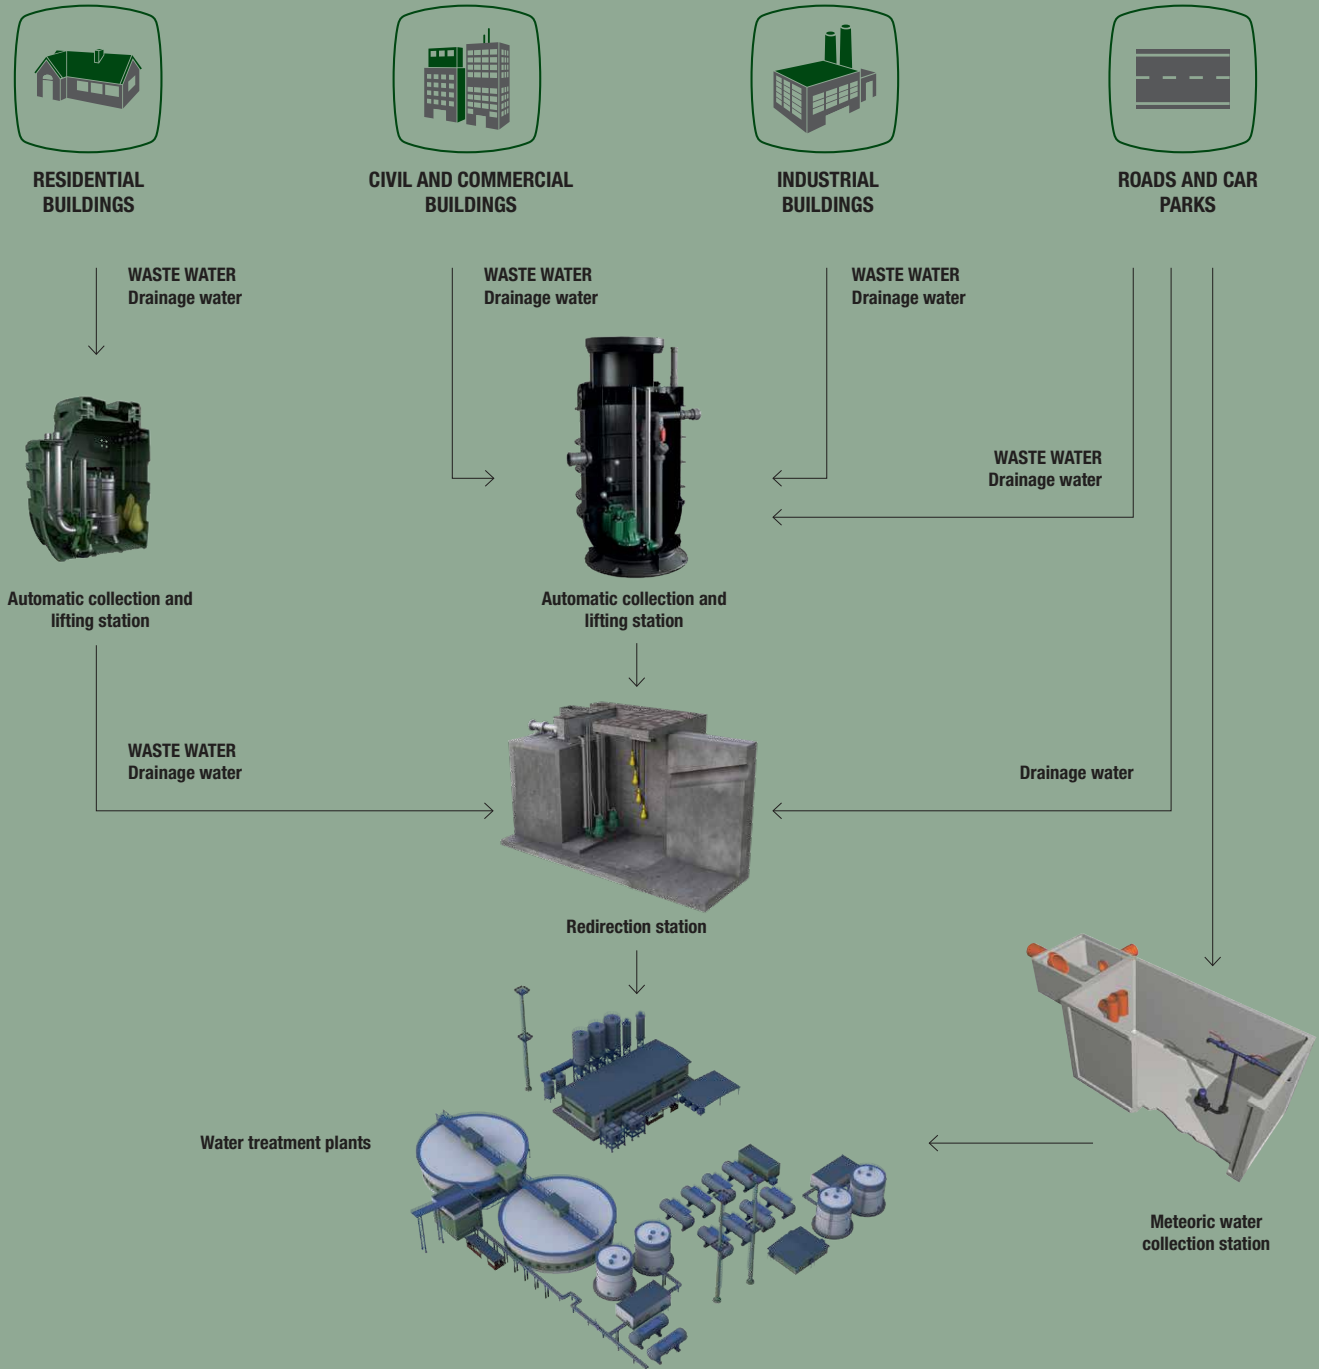 RESIDENTIAL
BUILDINGS
CIVIL AND COMMERCIAL
BUILDINGS
INDUSTRIAL
BUILDINGS
ROADS AND CAR
PARKS
WASTE WATER
Drainage water
WASTE WATER
Drainage water
WASTE WATER
Drainage water
WASTE WATER
Drainage water
Automatic collection and
lifting station
Automatic collection and
lifting station
WASTE WATER
Drainage water
Drainage water
Redirection station
Water treatment plants
Meteoric water
collection station